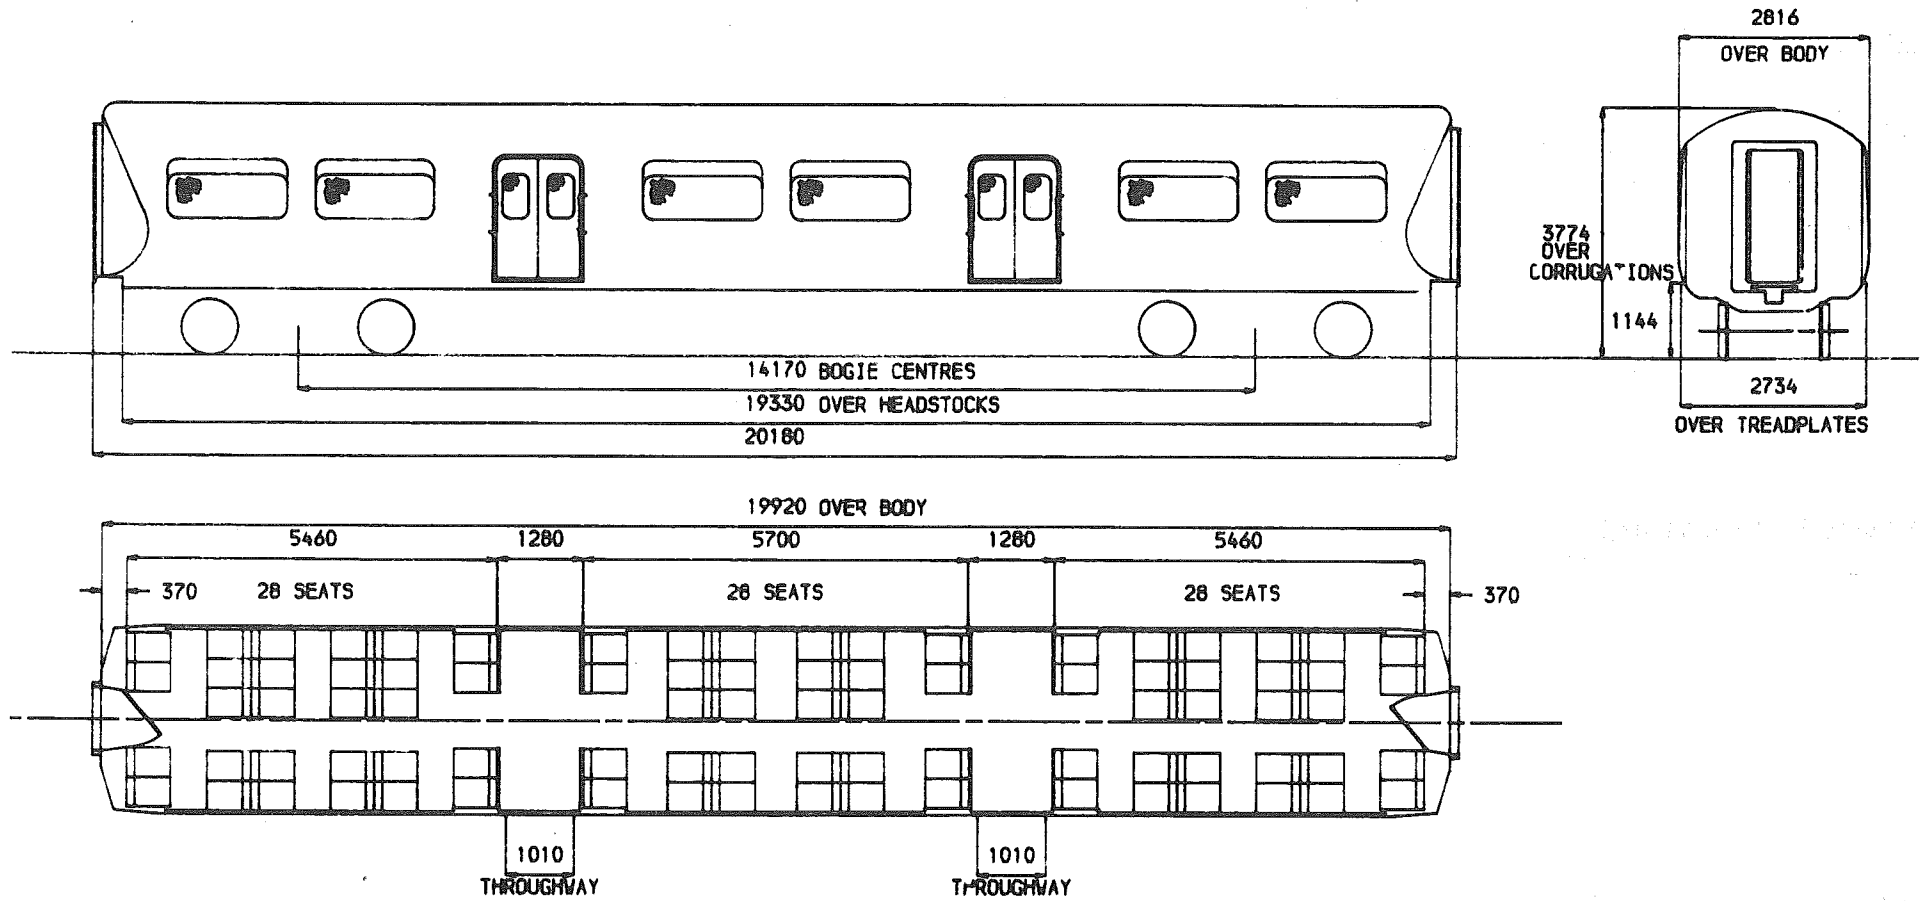 2816
OVER BODY
3774
OVER
CORRUGATIONS
1144
14170 BOGIE CENTRES
19330 OVER HEADSTOCKS
20180
2734
OVER TREADPLATES
19920 OVER BODY
5460 1280 5700 1280 5460
370 28 SEATS 28 SEATS 28 SEATS 370
1010 1010
THROUGHWAY THROUGHWAY